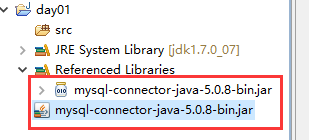 day01
src
JRE System Library [jdk1.7.0_07]
Referenced Libraries
mysql-connector-java-5.0.8-bin.jar
mysql-connector-java-5.0.8-bin.jar